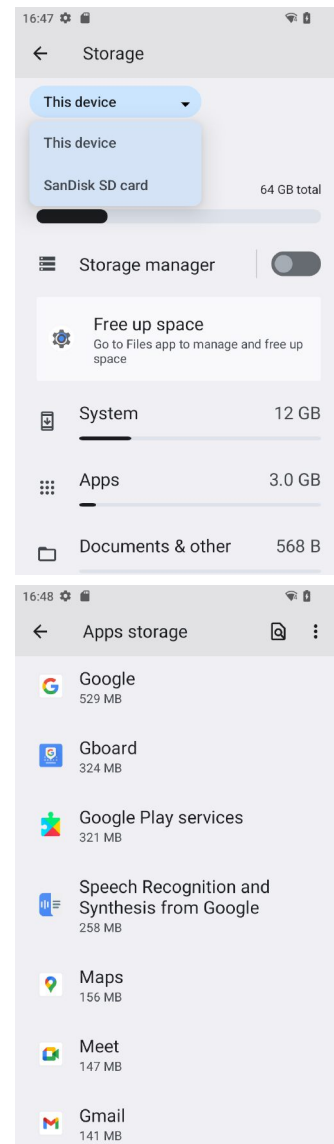 16:47
Storage
This device
This device
SanDisk SD card
64 GB total
Storage manager
Free up space
Go to Files app to manage and free up
space
System 12 GB
Apps 3.0 GB
Documents & other 568 B
16:48
Apps storage
Google
529 MB
Gboard
324 MB
Google Play services
321 MB
Speech Recognition and
Synthesis from Google
258 MB
Maps
156 MB
Meet
147 MB
Gmail
141 MB